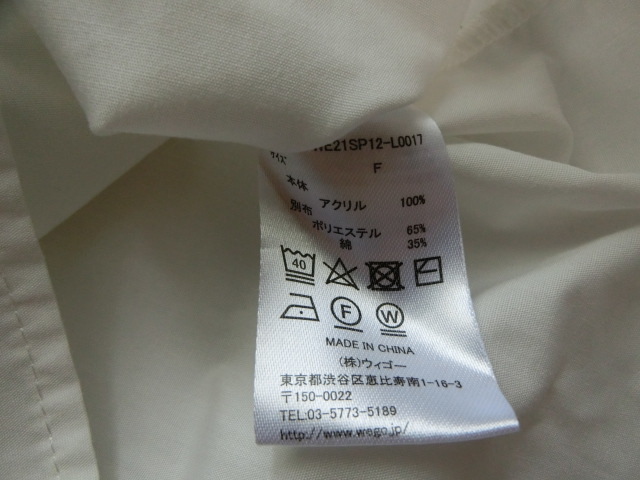 WE21SP12-L0017
サイズ F
本体
アクリル 100%
別布
ポリエステル 65%
綿 35%
40
F W
MADE IN CHINA
(株)ウィゴー
東京都渋谷区恵比寿南1-16-3
〒150-0022
TEL:03-5773-5189
http://www.wego.jp/